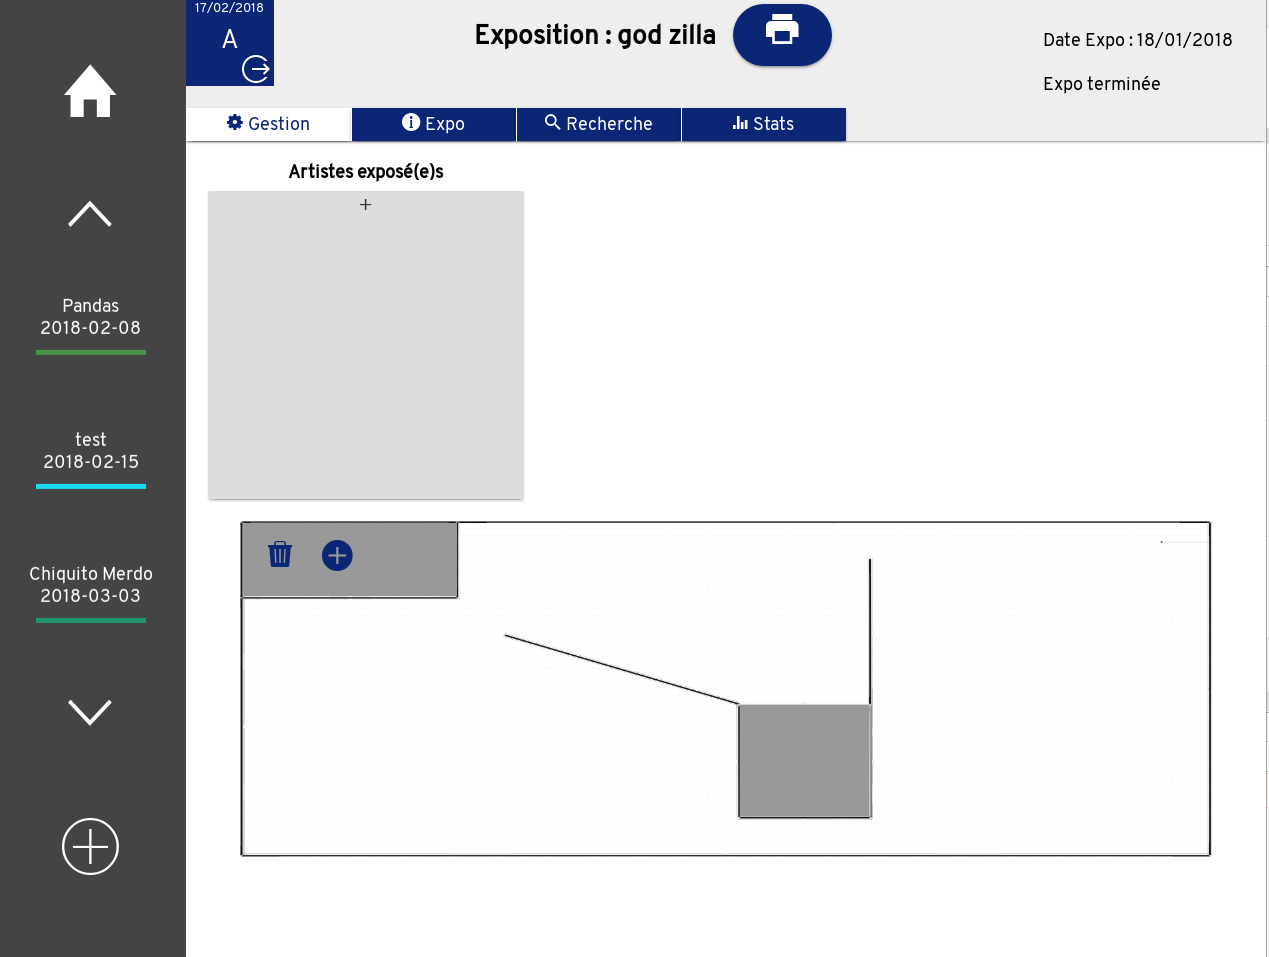 17/02/2018
A
Exposition : god zilla
Date Expo : 18/01/2018
Expo terminée
Gestion
Expo
Recherche
Stats
Artistes exposé(e)s
+
Pandas
2018-02-08
test
2018-02-15
Chiquito Merdo
2018-03-03